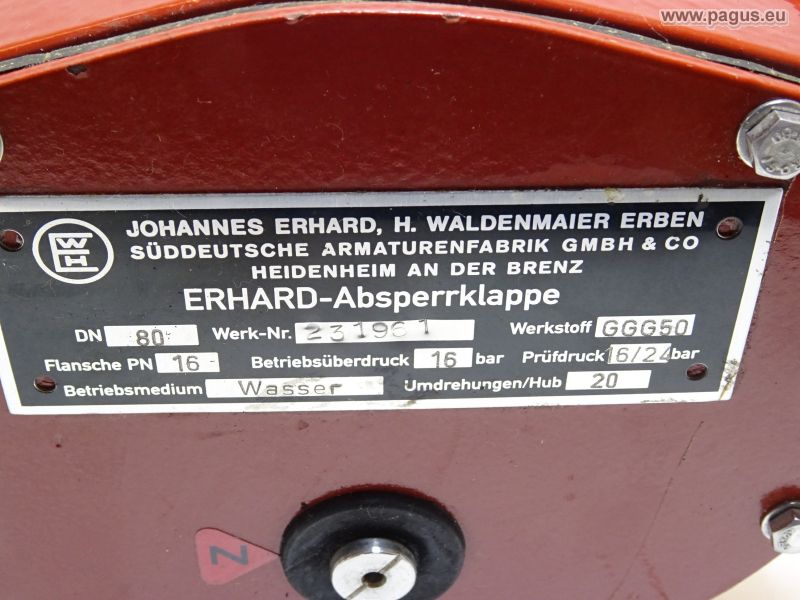 www.pagus.eu
JOHANNES ERHARD, H. WALDENMAIER ERBEN
SÜDDEUTSCHE ARMATURENFABRIK GMBH & CO
HEIDENHEIM AN DER BRENZ
ERHARD-Absperrklappe
DN 80 Werk-Nr. 231961 Werkstoff GGG50
Flansche PN 16 Betriebsüberdruck 16 bar Prüfdruck 16/24 bar
Betriebsmedium Wasser Umdrehungen/Hub 20
Z